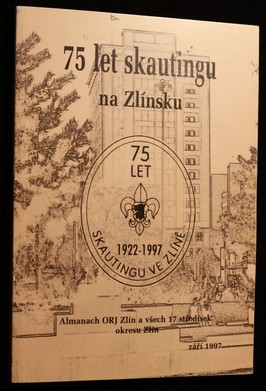 75 let skautingu
na Zlínsku
75
LET
1922-1997
SKAUTINGU VE ZLÍNĚ
Almanach ORJ Zlín a všech 17 středisek
okresu Zlín
září 1997